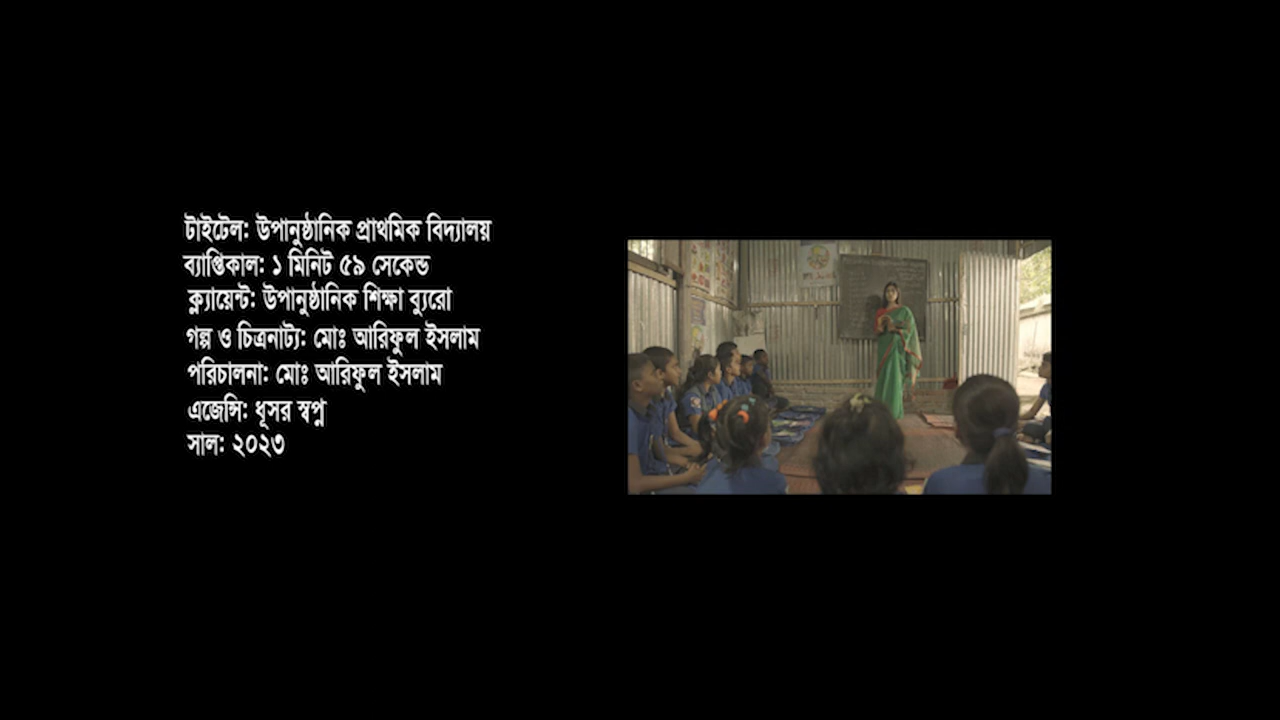 টাইটেল: উপানুষ্ঠানিক প্রাথমিক বিদ্যালয়
ব্যাপ্তিকাল: ১ মিনিট ৫৯ সেকেন্ড
ক্ল্যায়েন্ট: উপানুষ্ঠানিক শিক্ষা ব্যুরো
গল্প ও চিত্রনাট্য: মোঃ আরিফুল ইসলাম
পরিচালনা: মোঃ আরিফুল ইসলাম
এজেন্সি: ধূসর স্বপ্ন
সাল: ২০২৩